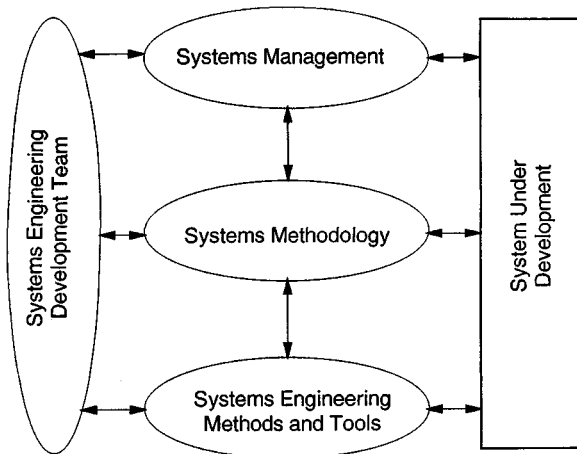 Systems Management
Systems Engineering
Development Team
Systems Methodology
System Under
Development
Systems Engineering
Methods and Tools